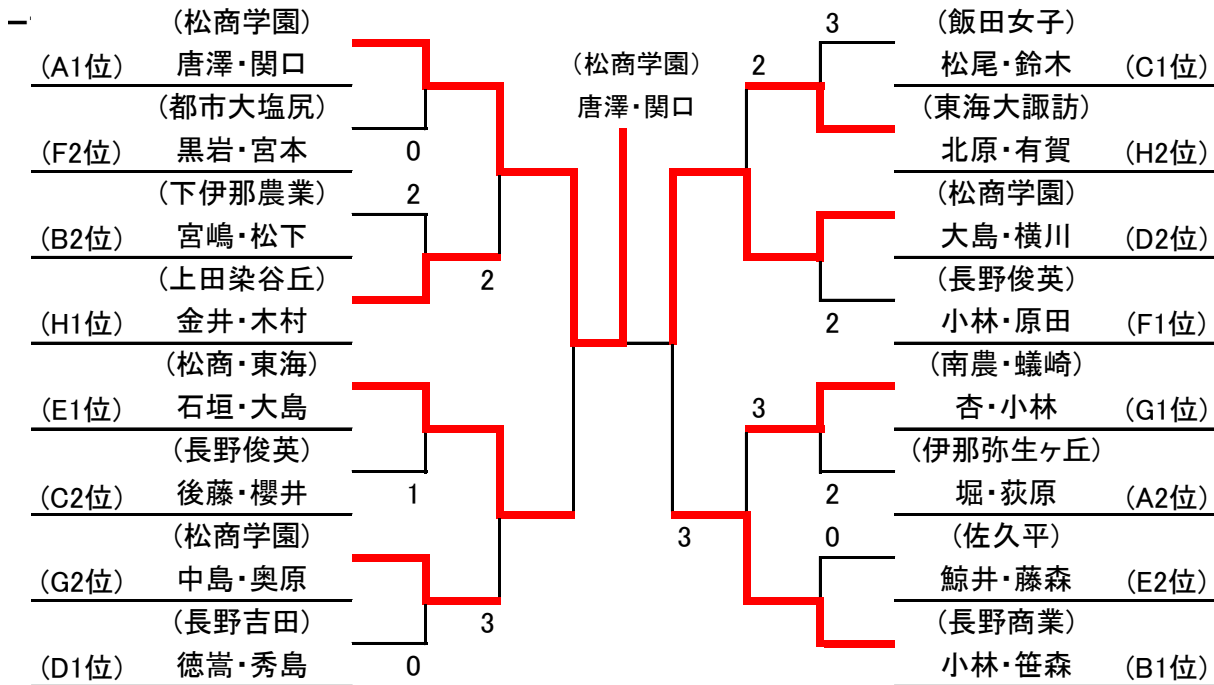 (松商学園)
(A1位) 唐澤・関口
(都市大塩尻)
(F2位) 黒岩・宮本
0
(下伊那農業)
2
(B2位) 宮嶋・松下
(上田染谷丘)
2
(H1位) 金井・木村
(松商・東海)
(E1位) 石垣・大島
(長野俊英)
(C2位) 後藤・櫻井
1
(松商学園)
(G2位) 中島・奥原
(長野吉田)
3
(D1位) 徳嵩・秀島
0
(松商学園)
唐澤・関口
3
(飯田女子)
2
松尾・鈴木 (C1位)
(東海大諏訪)
北原・有賀 (H2位)
(松商学園)
大島・横川 (D2位)
(長野俊英)
2
小林・原田 (F1位)
(南農・蟻崎)
3
杏・小林 (G1位)
(伊那弥生ヶ丘)
2
堀・荻原 (A2位)
3
0
(佐久平)
鯨井・藤森 (E2位)
(長野商業)
小林・笹森 (B1位)